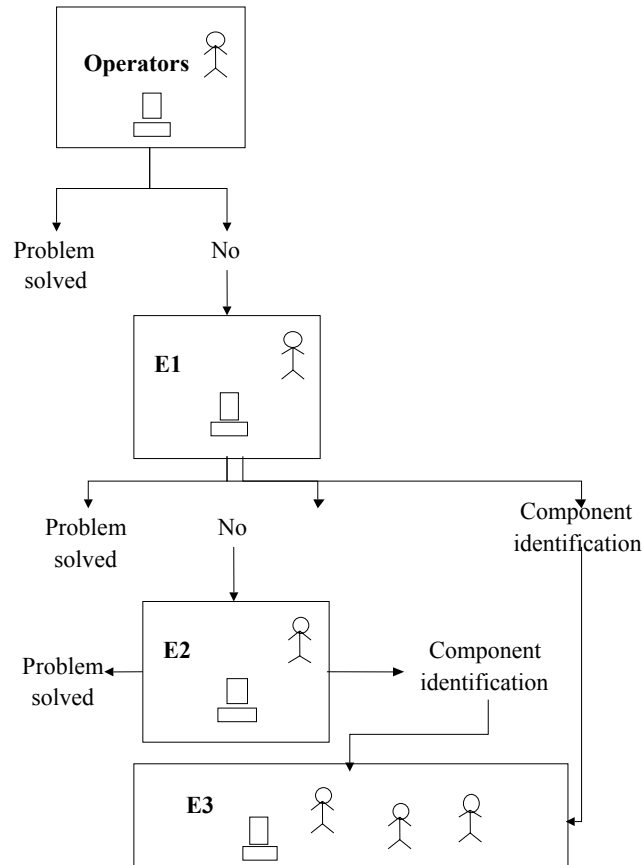 Operators
Problem
solved
No
E1
Problem
solved
No
Component
identification
E2
Problem
solved
Component
identification
E3